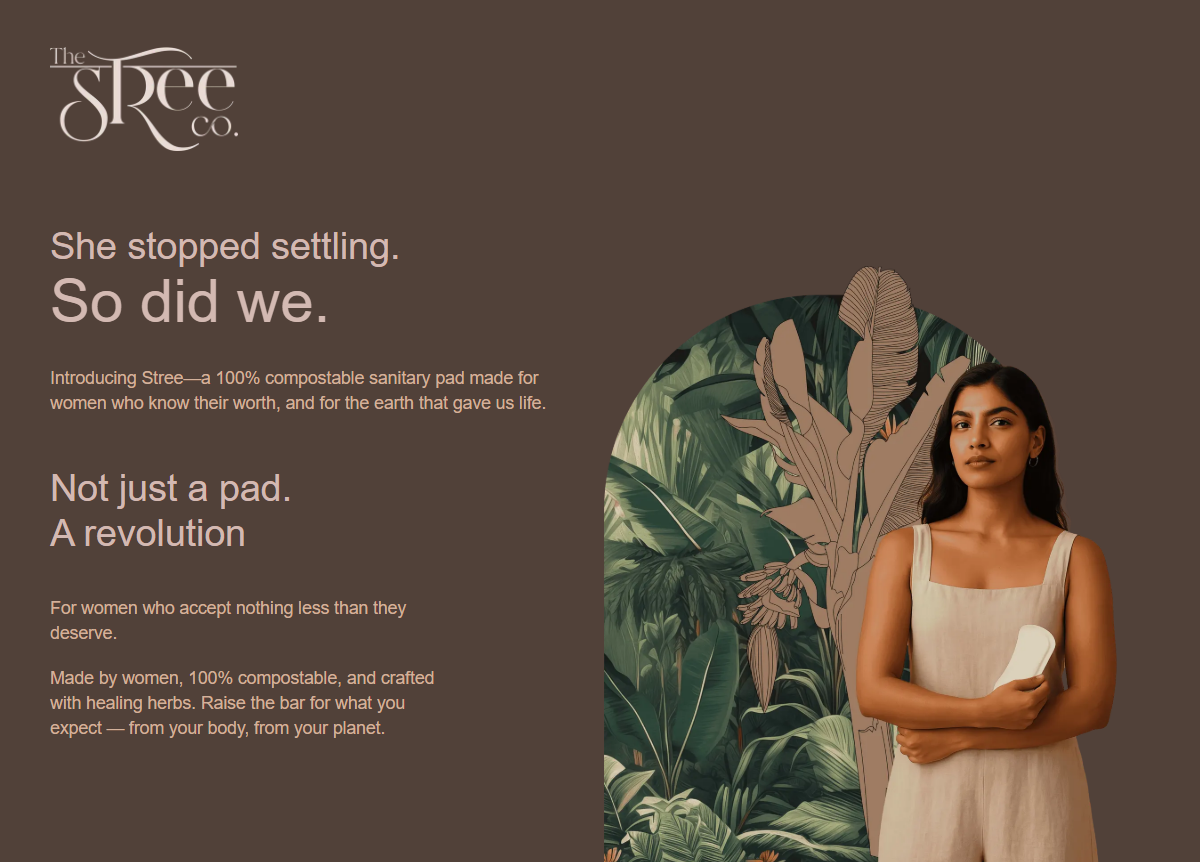 The
STREE
co.
She stopped settling.
So did we.
Introducing Stree—a 100% compostable sanitary pad made for
women who know their worth, and for the earth that gave us life.
Not just a pad.
A revolution
For women who accept nothing less than they
deserve.
Made by women, 100% compostable, and crafted
with healing herbs. Raise the bar for what you
expect — from your body, from your planet.